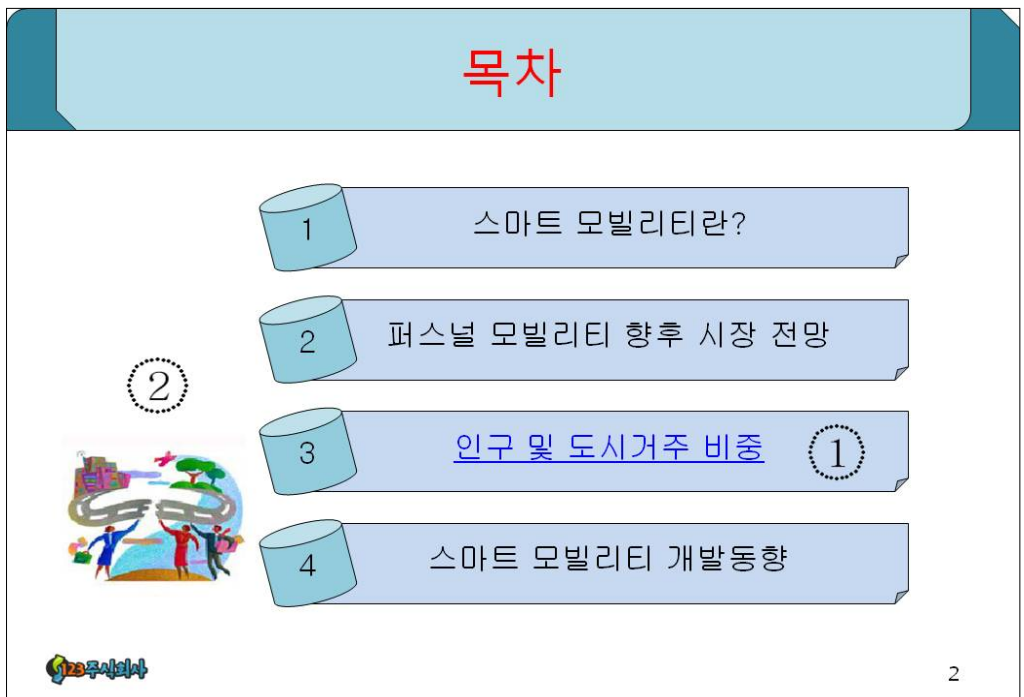 목차
1 스마트 모빌리티란?
2 퍼스널 모빌리티 향후 시장 전망
②
3 인구 및 도시거주 비중 ①
4 스마트 모빌리티 개발동향
123주식회사
2